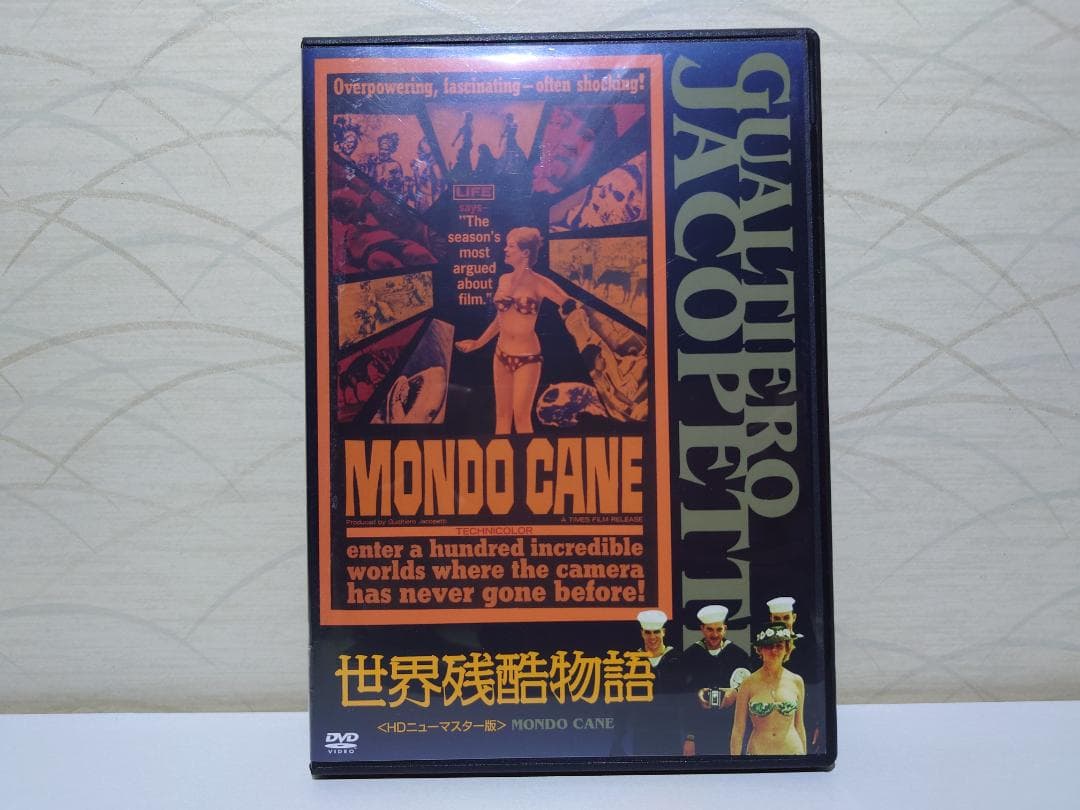 Overpowering, fascinating—often shocking!
LIFE
says—
"The
season's
most
argued
about
film."
MONDO CANE
Produced by Gualtiero Jacopetti
A TIMES FILM RELEASE
TECHNICOLOR
enter a hundred incredible
worlds where the camera
has never gone before!
GUALTIERO
JACOPETTI
世界残酷物語
<HDニューマスター版> MONDO CANE
DVD
VIDEO